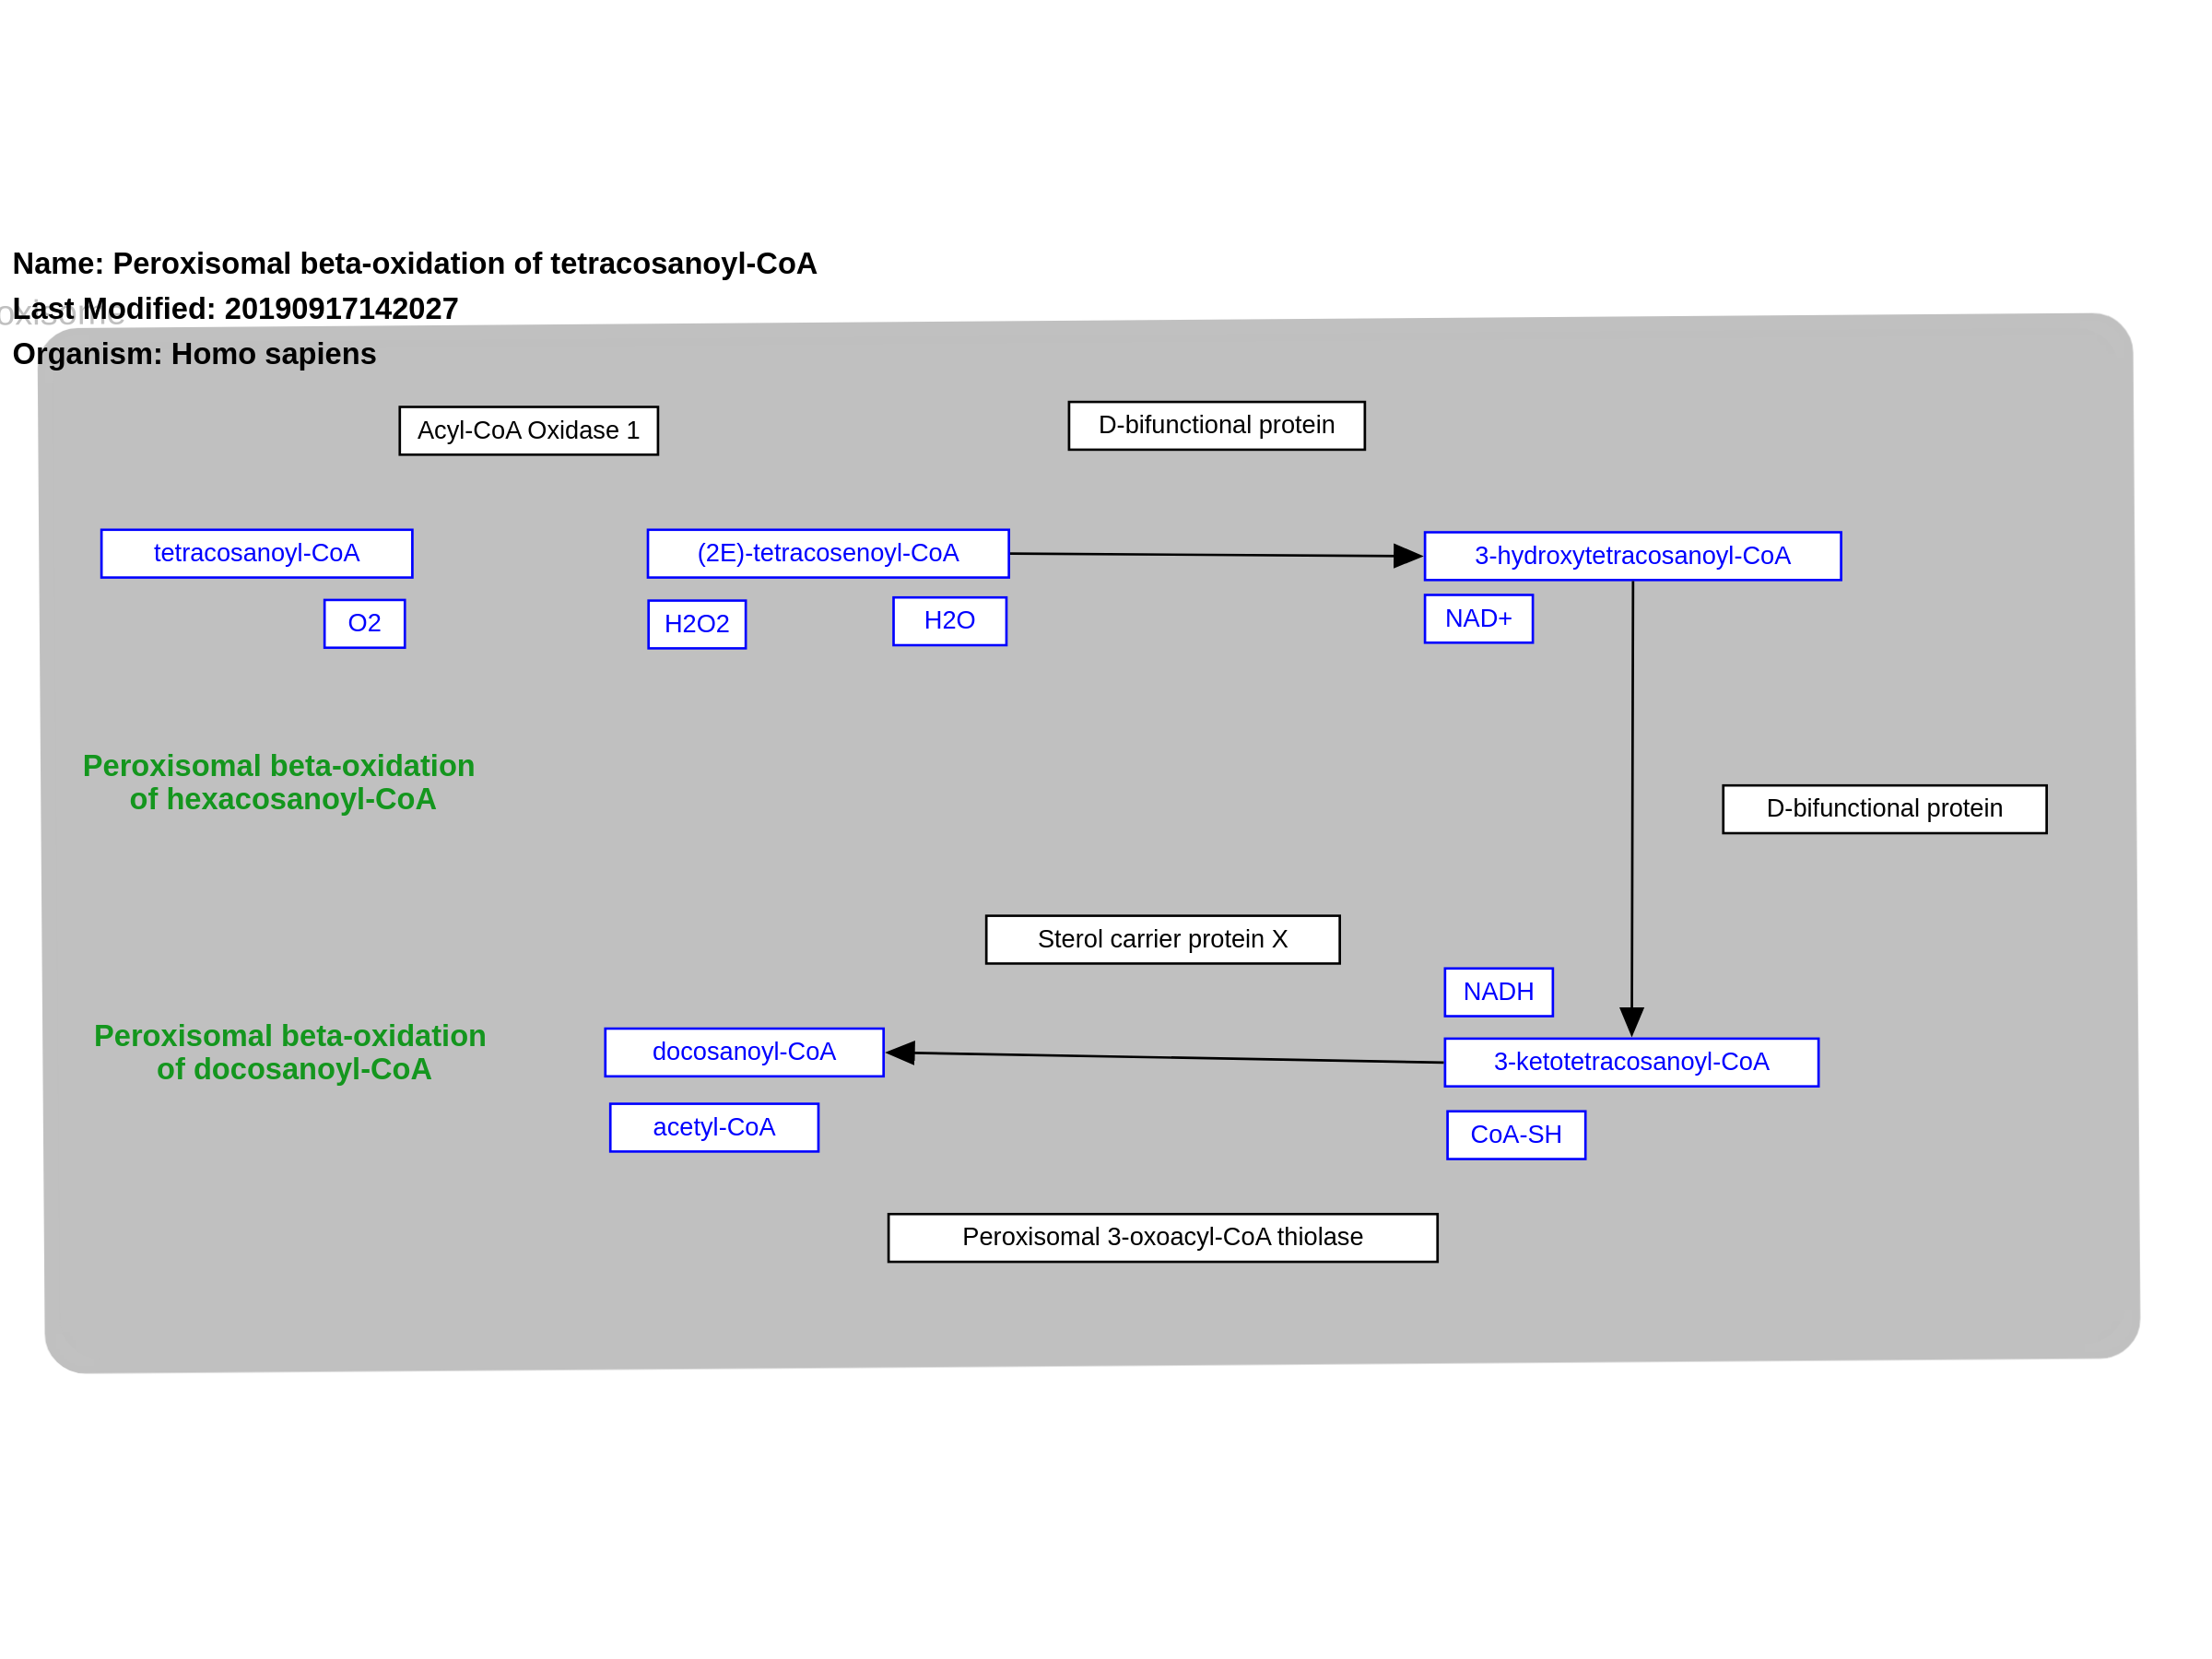 Name: Peroxisomal beta-oxidation of tetracosanoyl-CoA
Last Modified: 20190917142027
Organism: Homo sapiens
Acyl-CoA Oxidase 1
D-bifunctional protein
tetracosanoyl-CoA
(2E)-tetracosenoyl-CoA
3-hydroxytetracosanoyl-CoA
O2
H2O2
H2O
NAD+
Peroxisomal beta-oxidation
of hexacosanoyl-CoA
D-bifunctional protein
Sterol carrier protein X
NADH
Peroxisomal beta-oxidation
of docosanoyl-CoA
docosanoyl-CoA
3-ketotetracosanoyl-CoA
acetyl-CoA
CoA-SH
Peroxisomal 3-oxoacyl-CoA thiolase